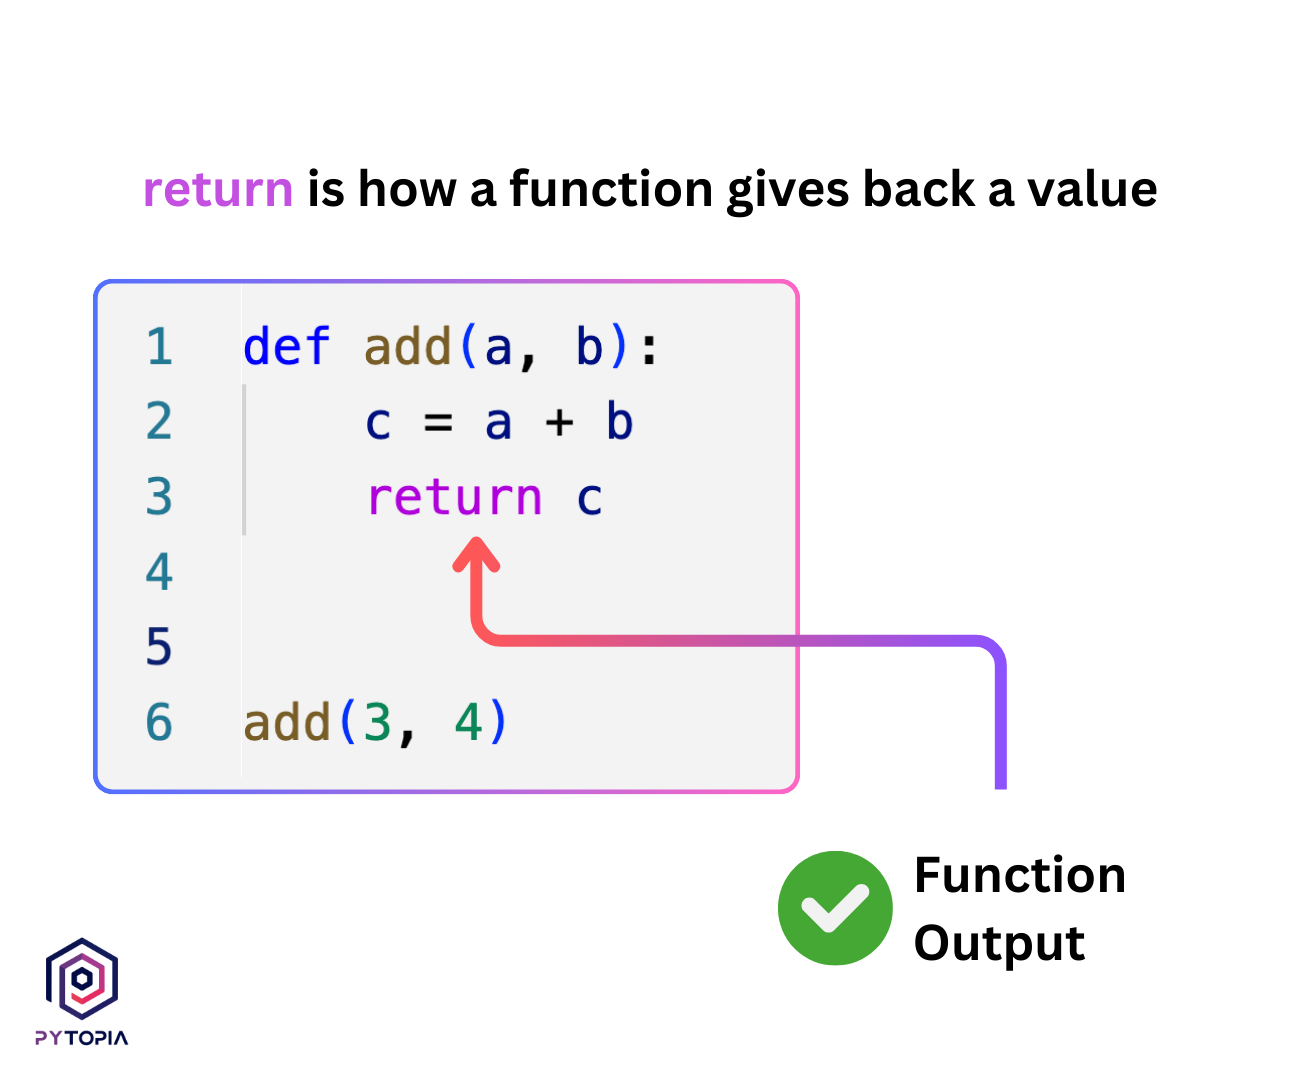 return is how a function gives back a value
1 def add(a, b):
2     c = a + b
3     return c
4
5
6 add(3, 4)
Function
Output
PYTOPIA